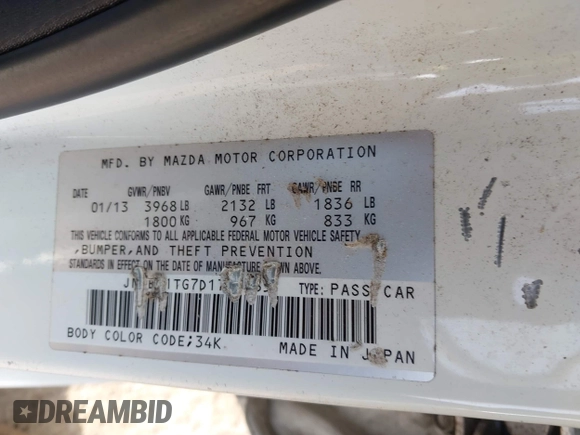 MFD. BY MAZDA MOTOR CORPORATION
DATE GVWR/PNBV GAWR/PNBE FRT GAWR/PNBE RR
01/13 3968 LB 2132 LB 1836 LB
1800 KG 967 KG 833 KG
THIS VEHICLE CONFORMS TO ALL APPLICABLE FEDERAL MOTOR VEHICLE SAFETY
, BUMPER, AND THEFT PREVENTION
STANDARDS IN EFFECT ON THE DATE OF MANUFACTURE SHOWN ABOVE.
TYPE: PASS CAR
BODY COLOR CODE;34K
MADE IN JAPAN
DREAMBID